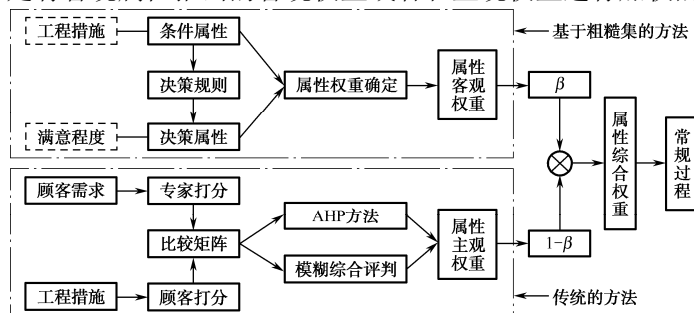 工程措施
条件属性
决策规则
满意程度
决策属性
属性权重确定
属性
客观
权重
基于粗糙集的方法
β
属性综合权重
常规过程
顾客需求
专家打分
比较矩阵
工程措施
顾客打分
AHP方法
模糊综合评判
属性
主观
权重
1-β
传统的方法